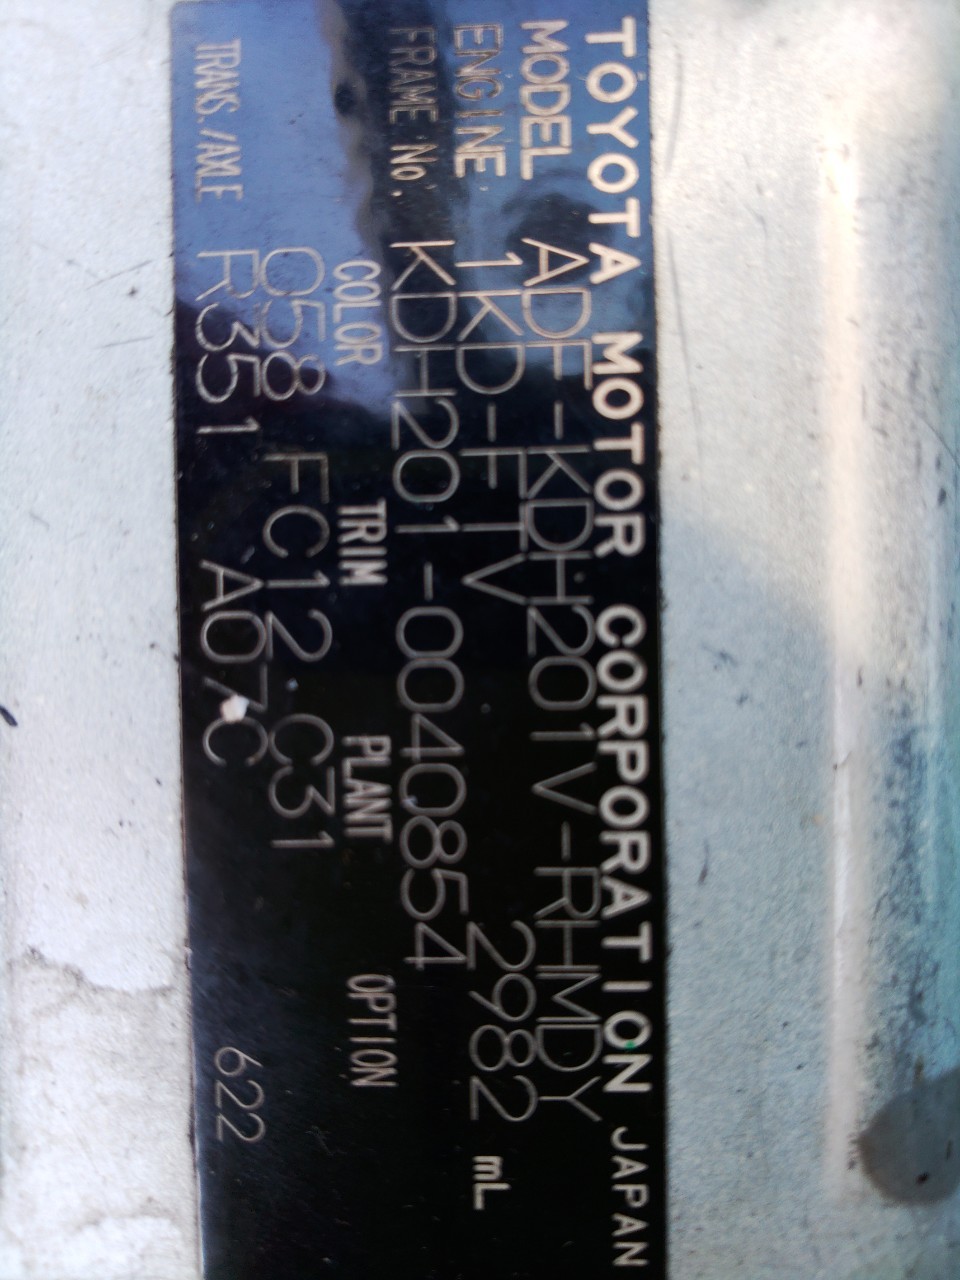 TOYOTA MOTOR CORPORATION JAPAN
MODEL ADF-KDH201V-RHMDY
ENGINE 1KD-FTV 2982 mL
FRAME No. KDH201-0040854
COLOR TRIM PLANT OPTION
058 FC12 C31
TRANS./AXLE R351 A07C 622